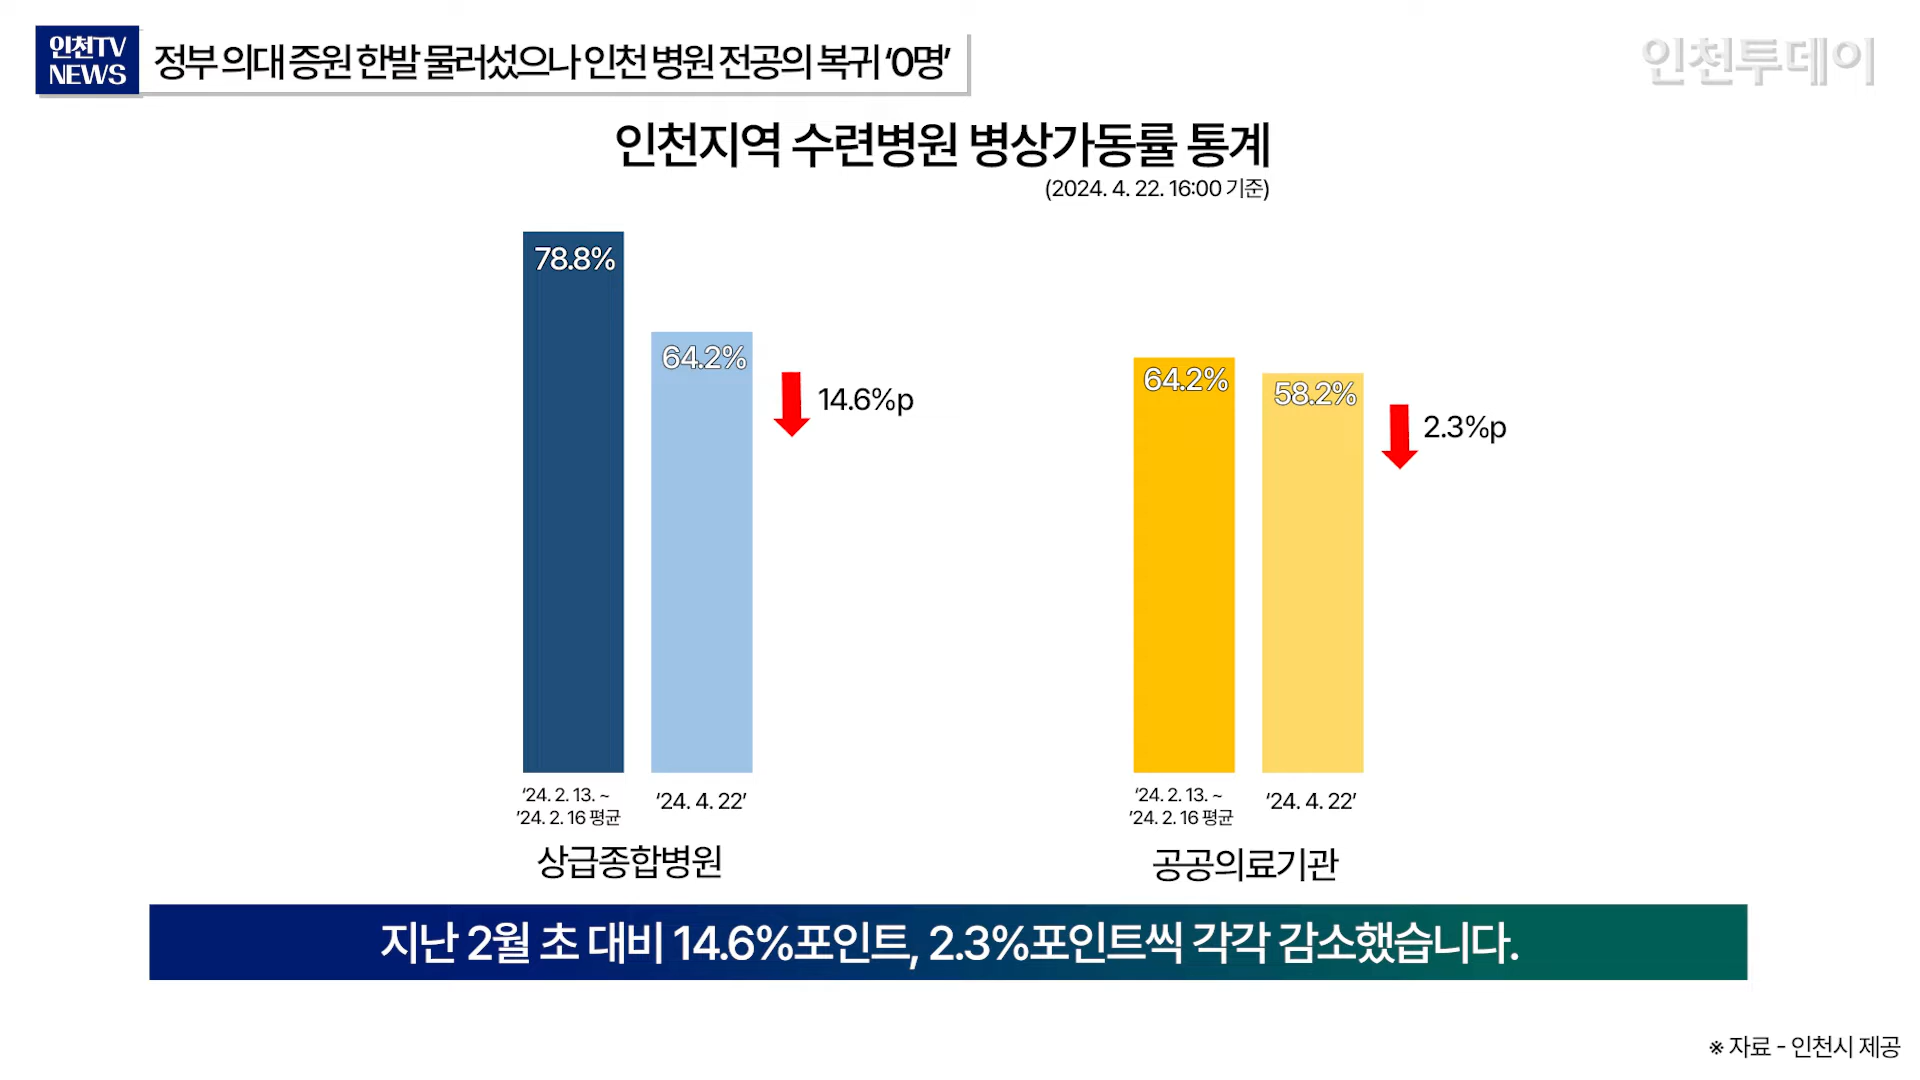 인천TV
NEWS
정부 의대 증원 한발 물러섰으나 인천 병원 전공의 복귀 ‘0명’
인천투데이
인천지역 수련병원 병상가동률 통계
(2024. 4. 22. 16:00 기준)
78.8%
64.2%
14.6%p
64.2%
58.2%
2.3%p
‘24. 2. 13. ~
’24. 2. 16 평균
‘24. 4. 22’
‘24. 2. 13. ~
’24. 2. 16 평균
‘24. 4. 22’
상급종합병원
공공의료기관
지난 2월 초 대비 14.6%포인트, 2.3%포인트씩 각각 감소했습니다.
※ 자료 - 인천시 제공